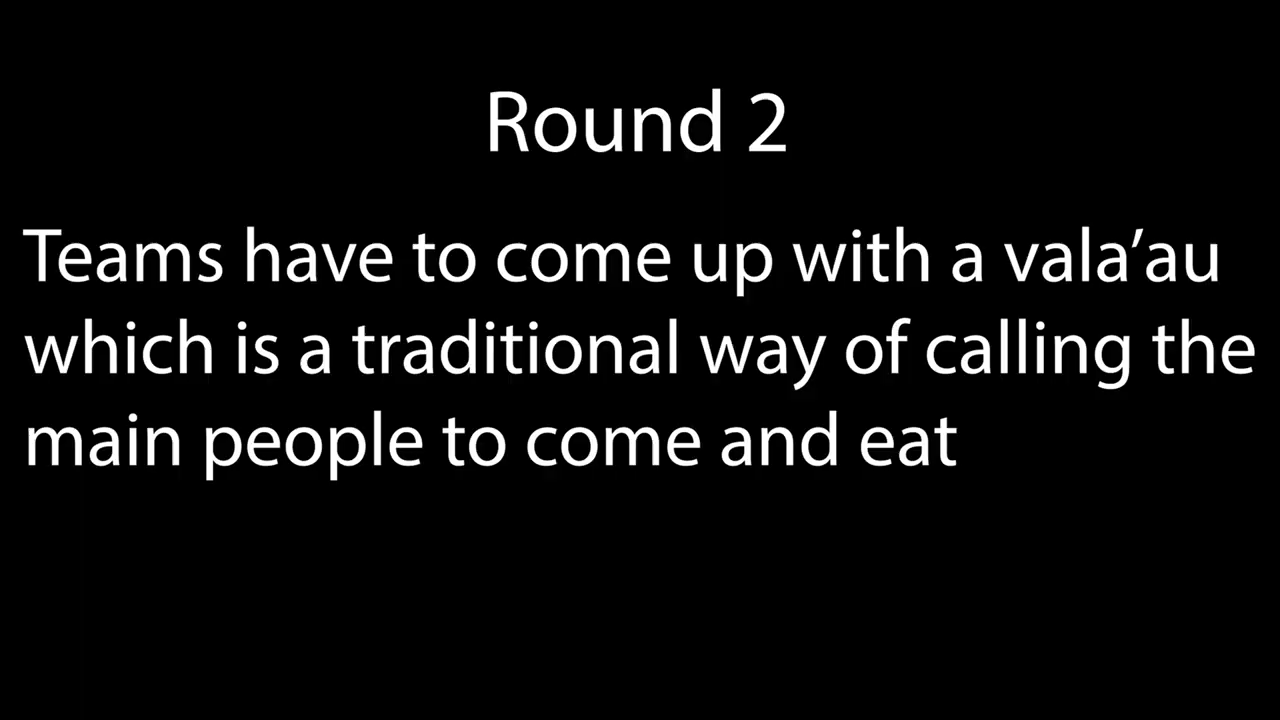 Round 2
Teams have to come up with a vala’au
which is a traditional way of calling the
main people to come and eat